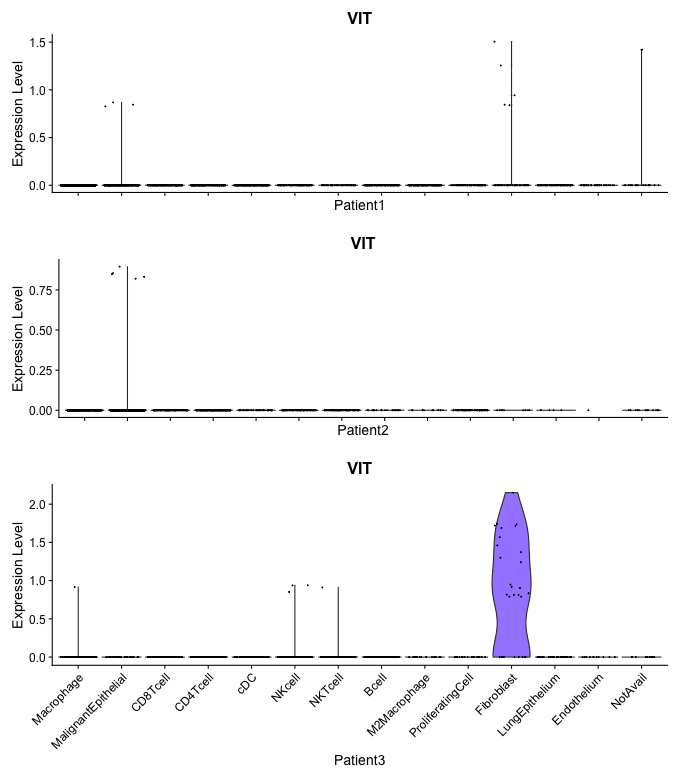 VIT
Expression Level
1.5
1.0
0.5
0.0
Patient1
VIT
Expression Level
0.75
0.50
0.25
0.00
Patient2
VIT
Expression Level
2.0
1.5
1.0
0.5
0.0
Macrophage
MalignantEpithelial
CD8Tcell
CD4Tcell
cDC
NKcell
NKTcell
Bcell
M2Macrophage
ProliferatingCell
Fibroblast
LungEpithelium
Endothelium
NotAvail
Patient3